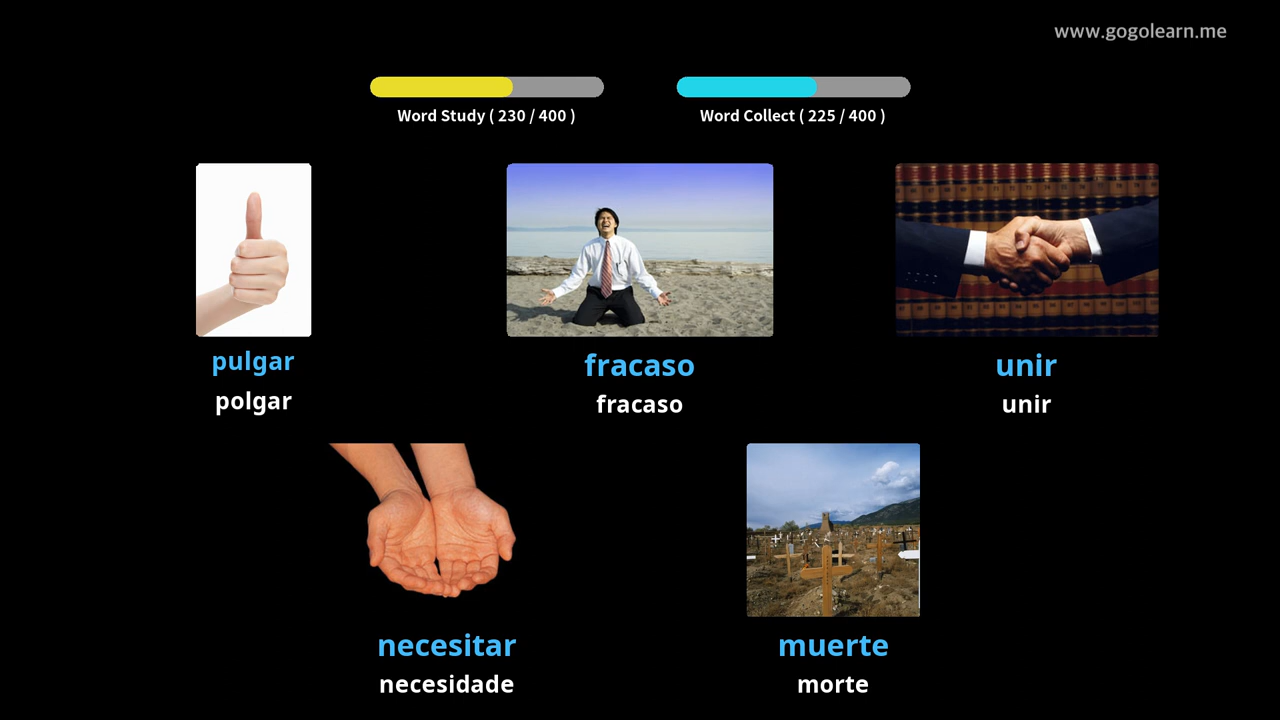 www.gogolearn.me
Word Study ( 230 / 400 )
Word Collect ( 225 / 400 )
pulgar
polgar
fracaso
fracaso
unir
unir
necesitar
necesidade
muerte
morte